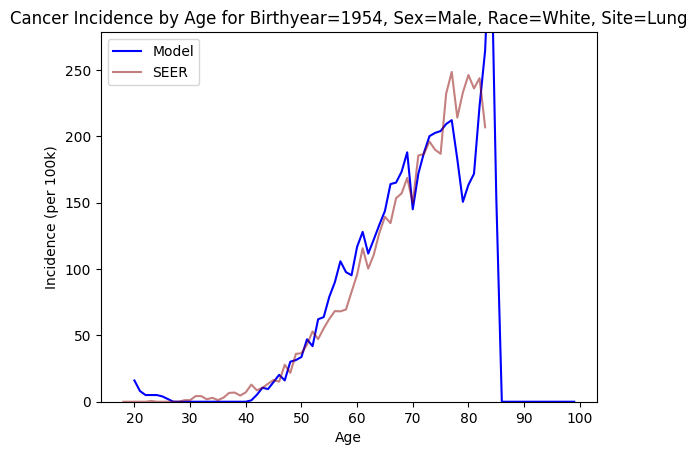 Cancer Incidence by Age for Birthyear=1954, Sex=Male, Race=White, Site=Lung
Model
SEER
250
200
150
100
50
0
Incidence (per 100k)
20 30 40 50 60 70 80 90 100
Age